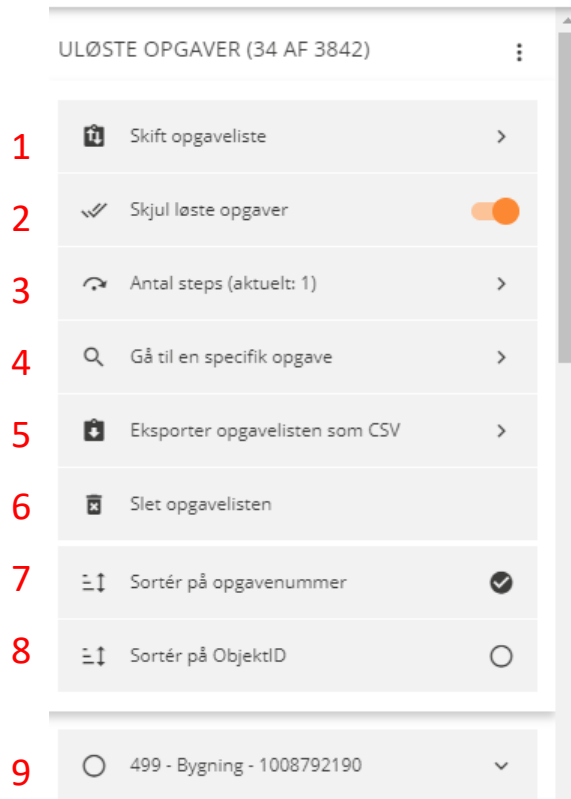 ULØSTE OPGAVER (34 AF 3842)
1 Skift opgaveliste
2 Skjul løste opgaver
3 Antal steps (aktuelt: 1)
4 Gå til en specifik opgave
5 Eksporter opgavelisten som CSV
6 Slet opgavelisten
7 Sortér på opgavenummer
8 Sortér på ObjektID
9 499 - Bygning - 1008792190